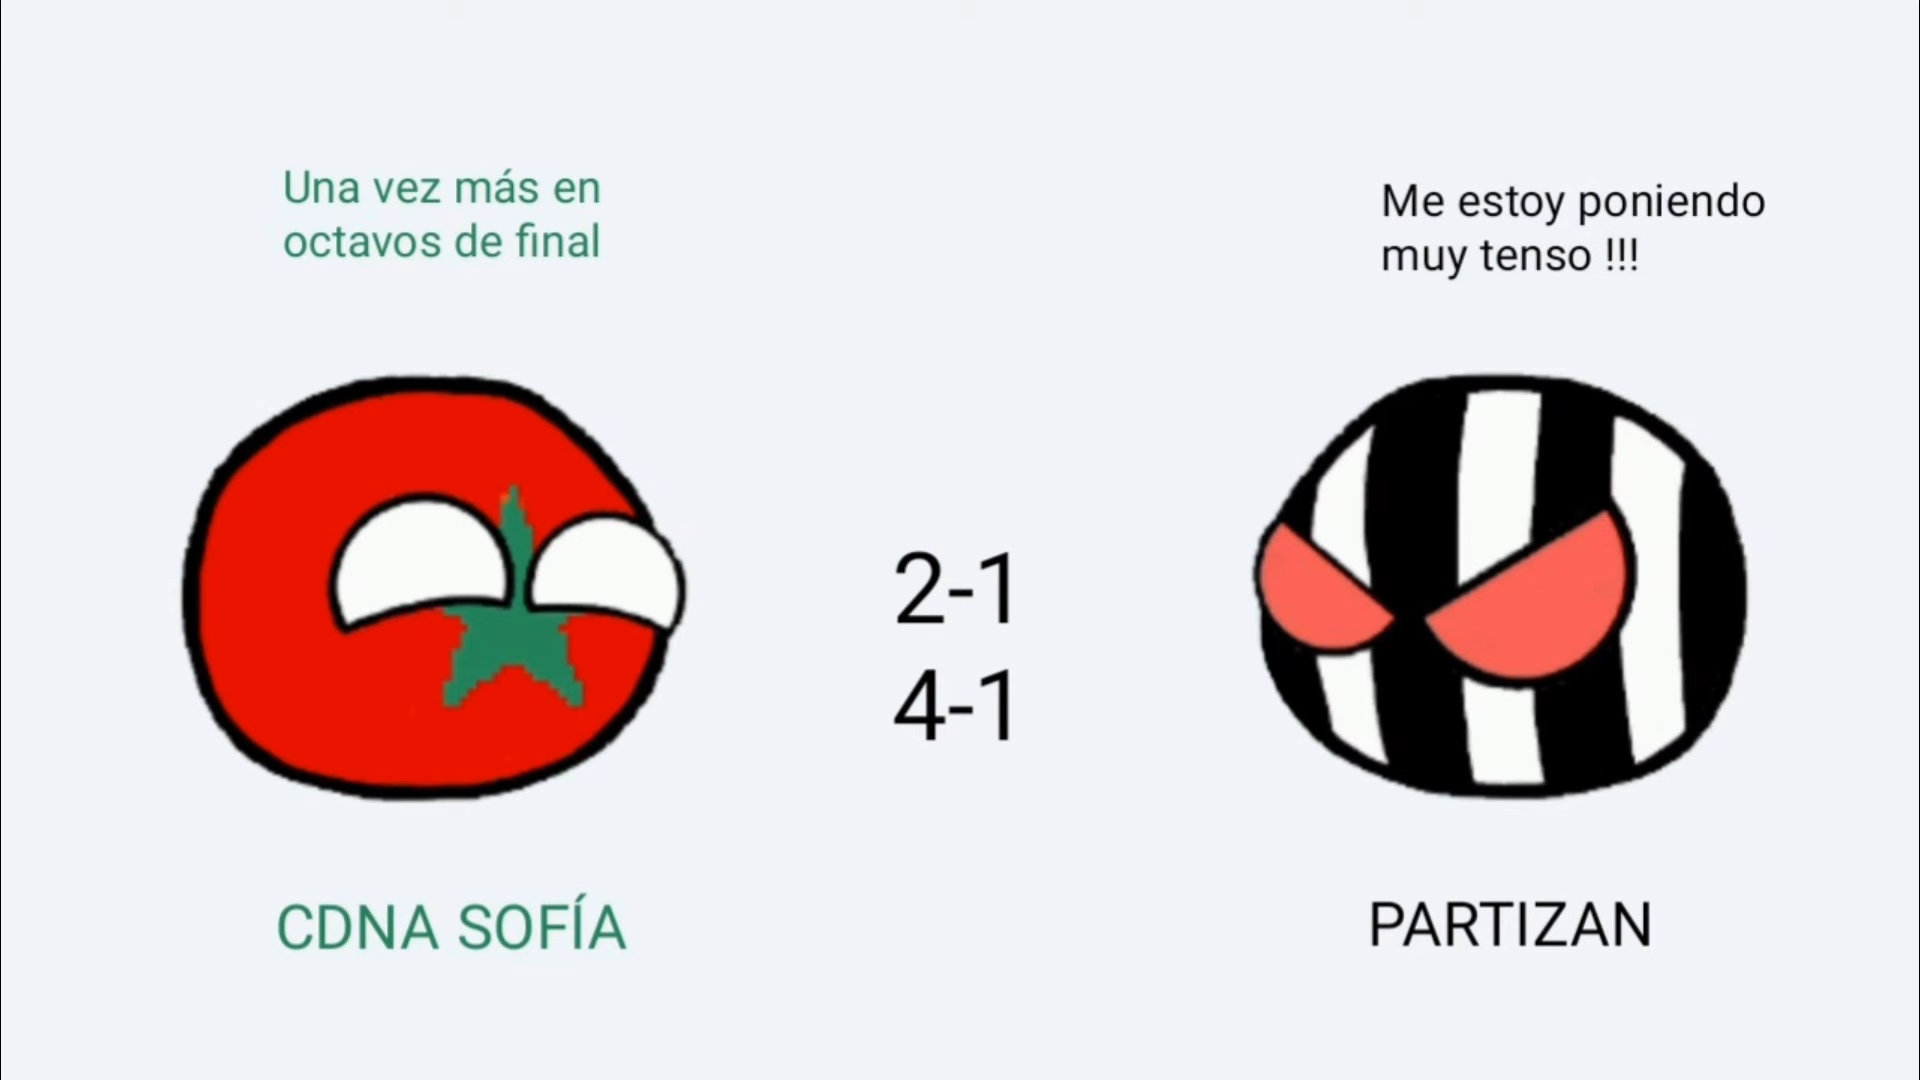 Una vez más en
octavos de final
Me estoy poniendo
muy tenso !!!
2-1
4-1
CDNA SOFÍA
PARTIZAN